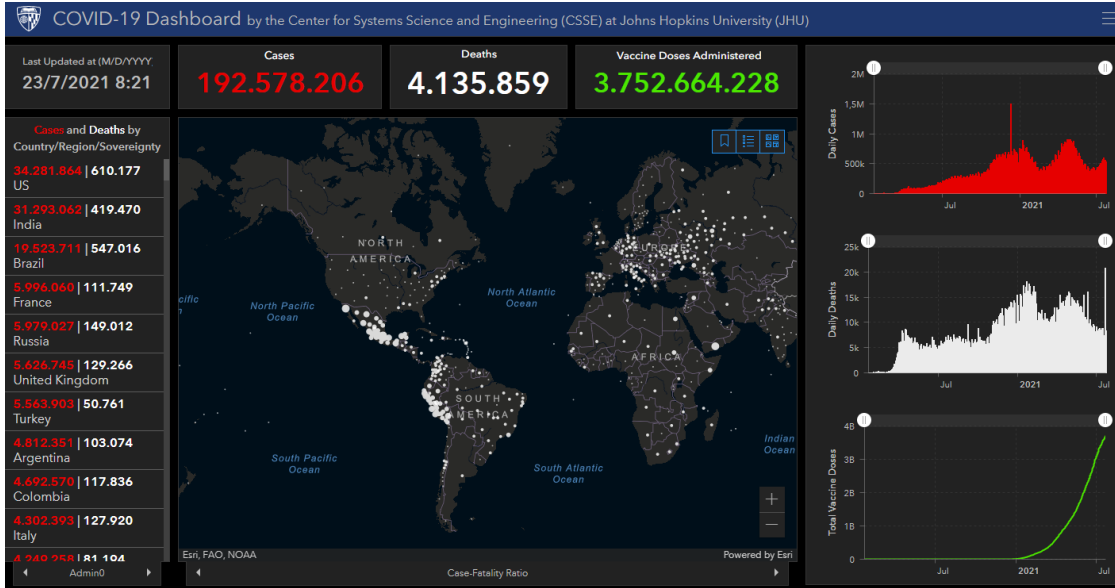 COVID-19 Dashboard by the Center for Systems Science and Engineering (CSSE) at Johns Hopkins University (JHU)
Last Updated at (M/D/YYYY
23/7/2021 8:21
Cases
192.578.206
Deaths
4.135.859
Vaccine Doses Administered
3.752.664.228
Cases and Deaths by
Country/Region/Sovereignty
34.281.864 | 610.177
US
31.293.062 | 419.470
India
19.523.711 | 547.016
Brazil
5.996.060 | 111.749
France
5.979.027 | 149.012
Russia
5.626.745 | 129.266
United Kingdom
5.563.903 | 50.761
Turkey
4.812.351 | 103.074
Argentina
4.692.570 | 117.836
Colombia
4.302.393 | 127.920
Italy
4.249.258 | 81.194
Admin0
NORTH
AMERICA
EUROPE
North Pacific
Ocean
North Atlantic
Ocean
cific
AFRICA
SOUTH
AMERICA
Indian
Ocean
South Pacific
Ocean
South Atlantic
Ocean
Esri, FAO, NOAA
Powered by Esri
Case-Fatality Ratio
Daily Cases
2M
1,5M
1M
500k
0
Jul
2021
Jul
Daily Deaths
25k
20k
15k
10k
5k
0
Jul
2021
Jul
Total Vaccine Doses
4B
3B
2B
1B
0
Jul
2021
Jul